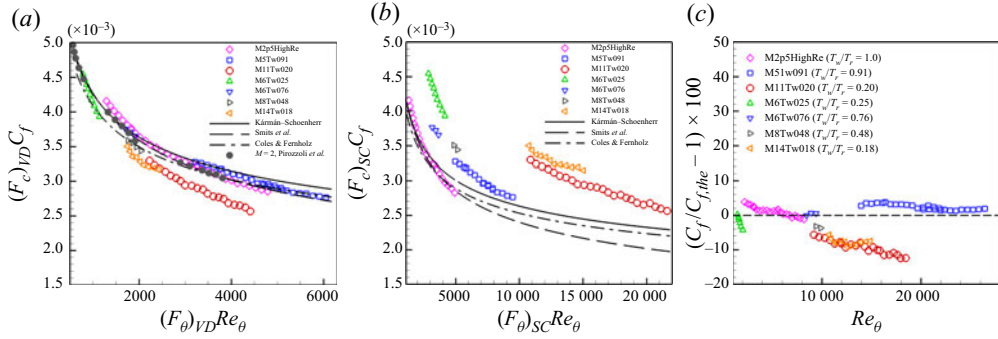 (a)
(×10⁻³)
5.0
4.5
4.0
3.5
3.0
2.5
2.0
1.5
2000
4000
6000
(F_c)_VD C_f
(F_θ)_VD Re_θ
M2p5HighRe
M5Tw091
M11Tw020
M6Tw025
M6Tw076
M8Tw048
M14Tw018
Kármán–Schoenherr
Smits et al.
Coles & Fernholz
M = 2, Pirozzoli et al.
(b)
(×10⁻³)
5.0
4.5
4.0
3.5
3.0
2.5
2.0
1.5
5000
10 000
15 000
20 000
(F_c)_SC C_f
(F_θ)_SC Re_θ
M2p5HighRe
M5Tw091
M11Tw020
M6Tw025
M6Tw076
M8Tw048
M14Tw018
Kármán–Schoenherr
Smits et al.
Coles & Fernholz
(c)
50
40
30
20
10
0
−10
−20
10 000
20 000
(C_f/C_f,the − 1) × 100
Re_θ
M2p5HighRe (T_w/T_r = 1.0)
M51w091 (T_w/T_r = 0.91)
M11Tw020 (T_w/T_r = 0.20)
M6Tw025 (T_w/T_r = 0.25)
M6Tw076 (T_w/T_r = 0.76)
M8Tw048 (T_w/T_r = 0.48)
M14Tw018 (T_w/T_r = 0.18)